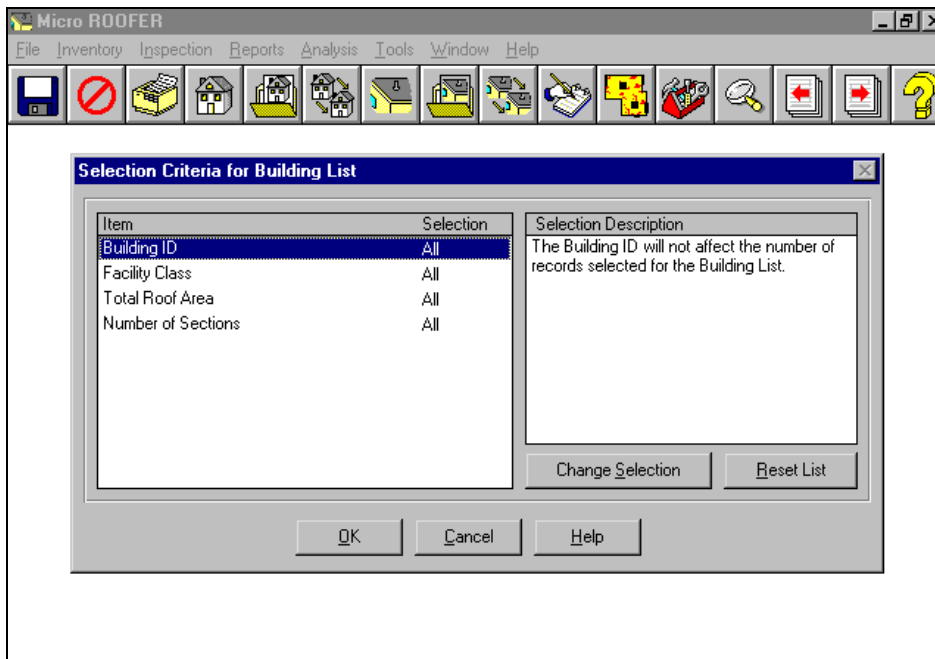 Micro ROOFER
File Inventory Inspection Reports Analysis Tools Window Help
Selection Criteria for Building List
Item Selection
Building ID All
Facility Class All
Total Roof Area All
Number of Sections All
Selection Description
The Building ID will not affect the number of
records selected for the Building List.
Change Selection Reset List
OK Cancel Help